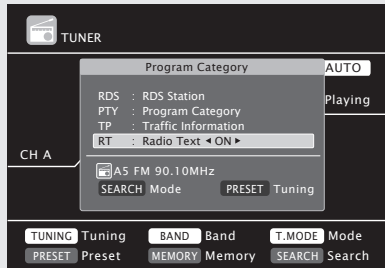 TUNER
Program Category
AUTO
RDS : RDS Station
Playing
PTY : Program Category
TP : Traffic Information
RT : Radio Text ◄ ON ►
CH A
A5 FM 90.10MHz
SEARCH Mode PRESET Tuning
TUNING Tuning BAND Band T.MODE Mode
PRESET Preset MEMORY Memory SEARCH Search